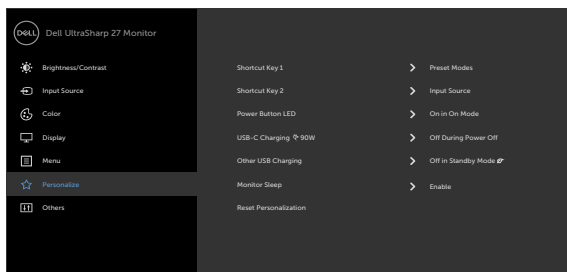 DELL Dell UltraSharp 27 Monitor
Brightness/Contrast
Input Source
Color
Display
Menu
Personalize
Others
Shortcut Key 1 Preset Modes
Shortcut Key 2 Input Source
Power Button LED On in On Mode
USB-C Charging 90W Off During Power Off
Other USB Charging Off in Standby Mode
Monitor Sleep Enable
Reset Personalization